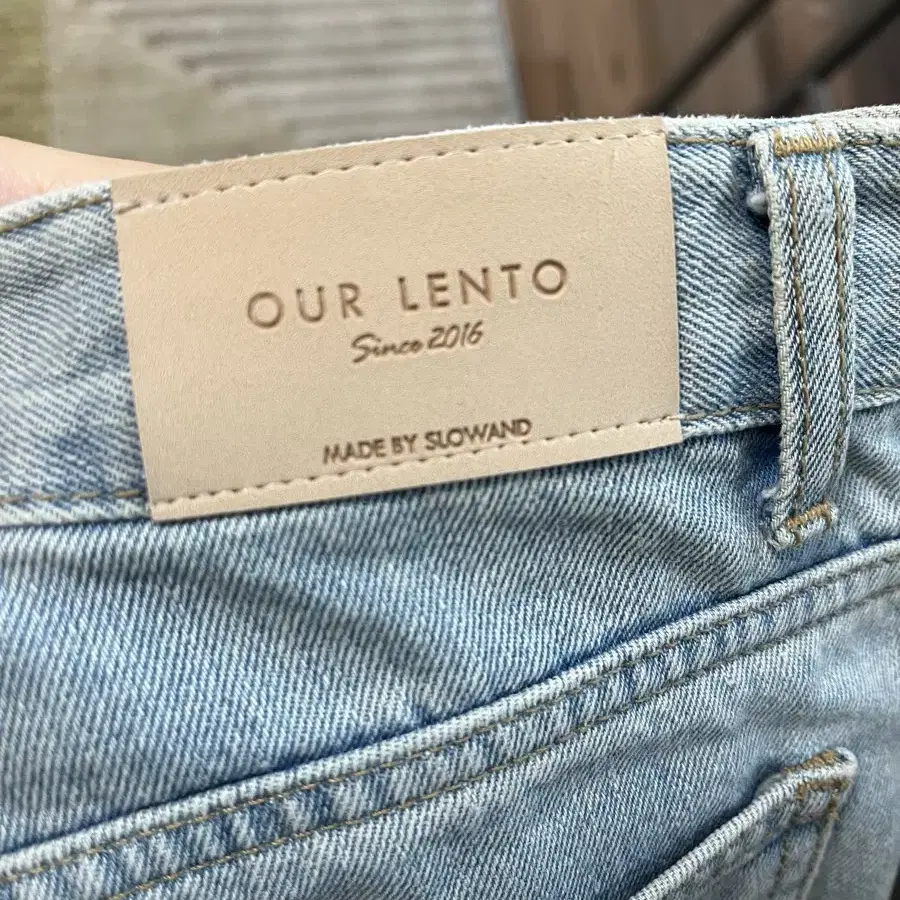 OUR LENTO
Since 2016
MADE BY SLOWAND